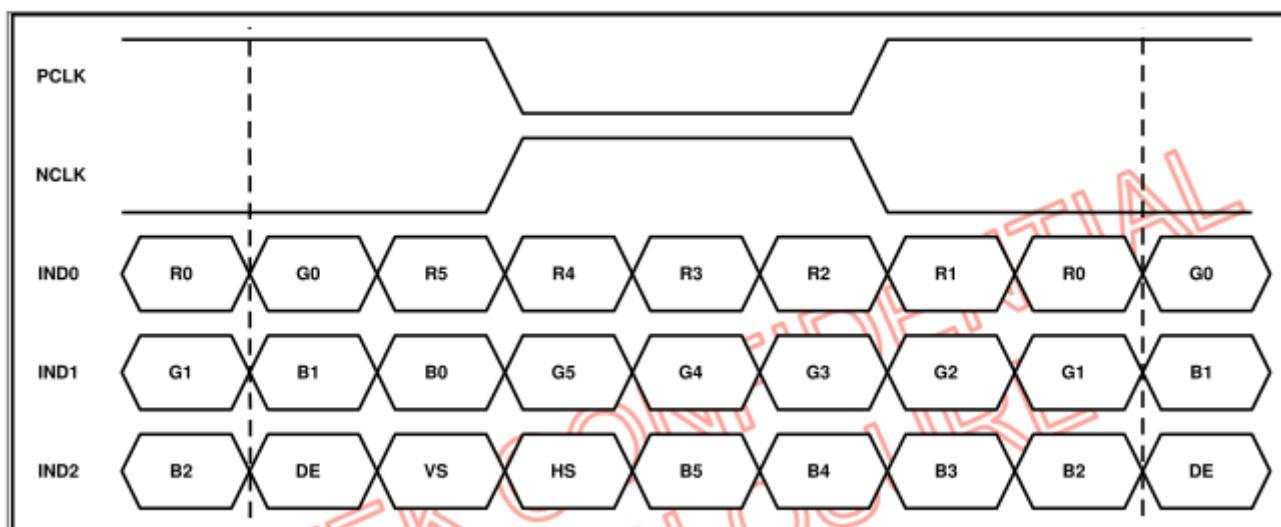 PCLK
NCLK
IND0 R0 G0 R5 R4 R3 R2 R1 R0 G0
IND1 G1 B1 B0 G5 G4 G3 G2 G1 B1
IND2 B2 DE VS HS B5 B4 B3 B2 DE
CONFIDENTIAL